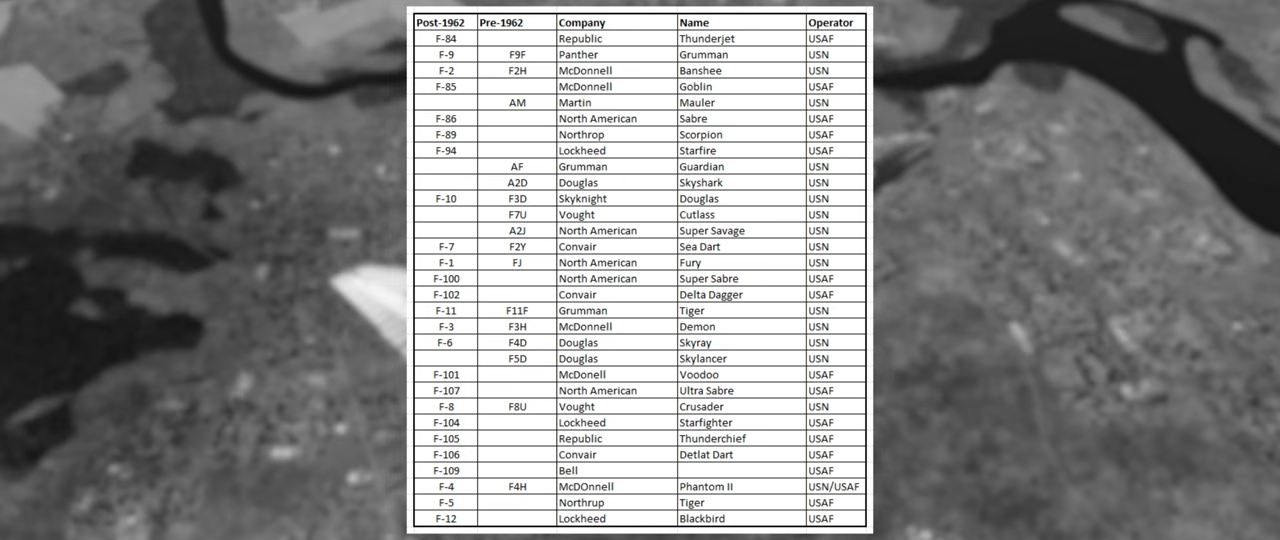 Post-1962 Pre-1962 Company Name Operator
F-84 Republic Thunderjet USAF
F-9 F9F Panther Grumman USN
F-2 F2H McDonnell Banshee USN
F-85 McDonnell Goblin USAF
AM Martin Mauler USN
F-86 North American Sabre USAF
F-89 Northrop Scorpion USAF
F-94 Lockheed Starfire USAF
AF Grumman Guardian USN
A2D Douglas Skyshark USN
F-10 F3D Skyknight Douglas USN
F7U Vought Cutlass USN
A2J North American Super Savage USN
F-7 F2Y Convair Sea Dart USN
F-1 FJ North American Fury USN
F-100 North American Super Sabre USAF
F-102 Convair Delta Dagger USAF
F-11 F11F Grumman Tiger USN
F-3 F3H McDonnell Demon USN
F-6 F4D Douglas Skyray USN
F5D Douglas Skylancer USN
F-101 McDonell Voodoo USAF
F-107 North American Ultra Sabre USAF
F-8 F8U Vought Crusader USN
F-104 Lockheed Starfighter USAF
F-105 Republic Thunderchief USAF
F-106 Convair Detlat Dart USAF
F-109 Bell USAF
F-4 F4H McDOnnell Phantom II USN/USAF
F-5 Northrup Tiger USAF
F-12 Lockheed Blackbird USAF